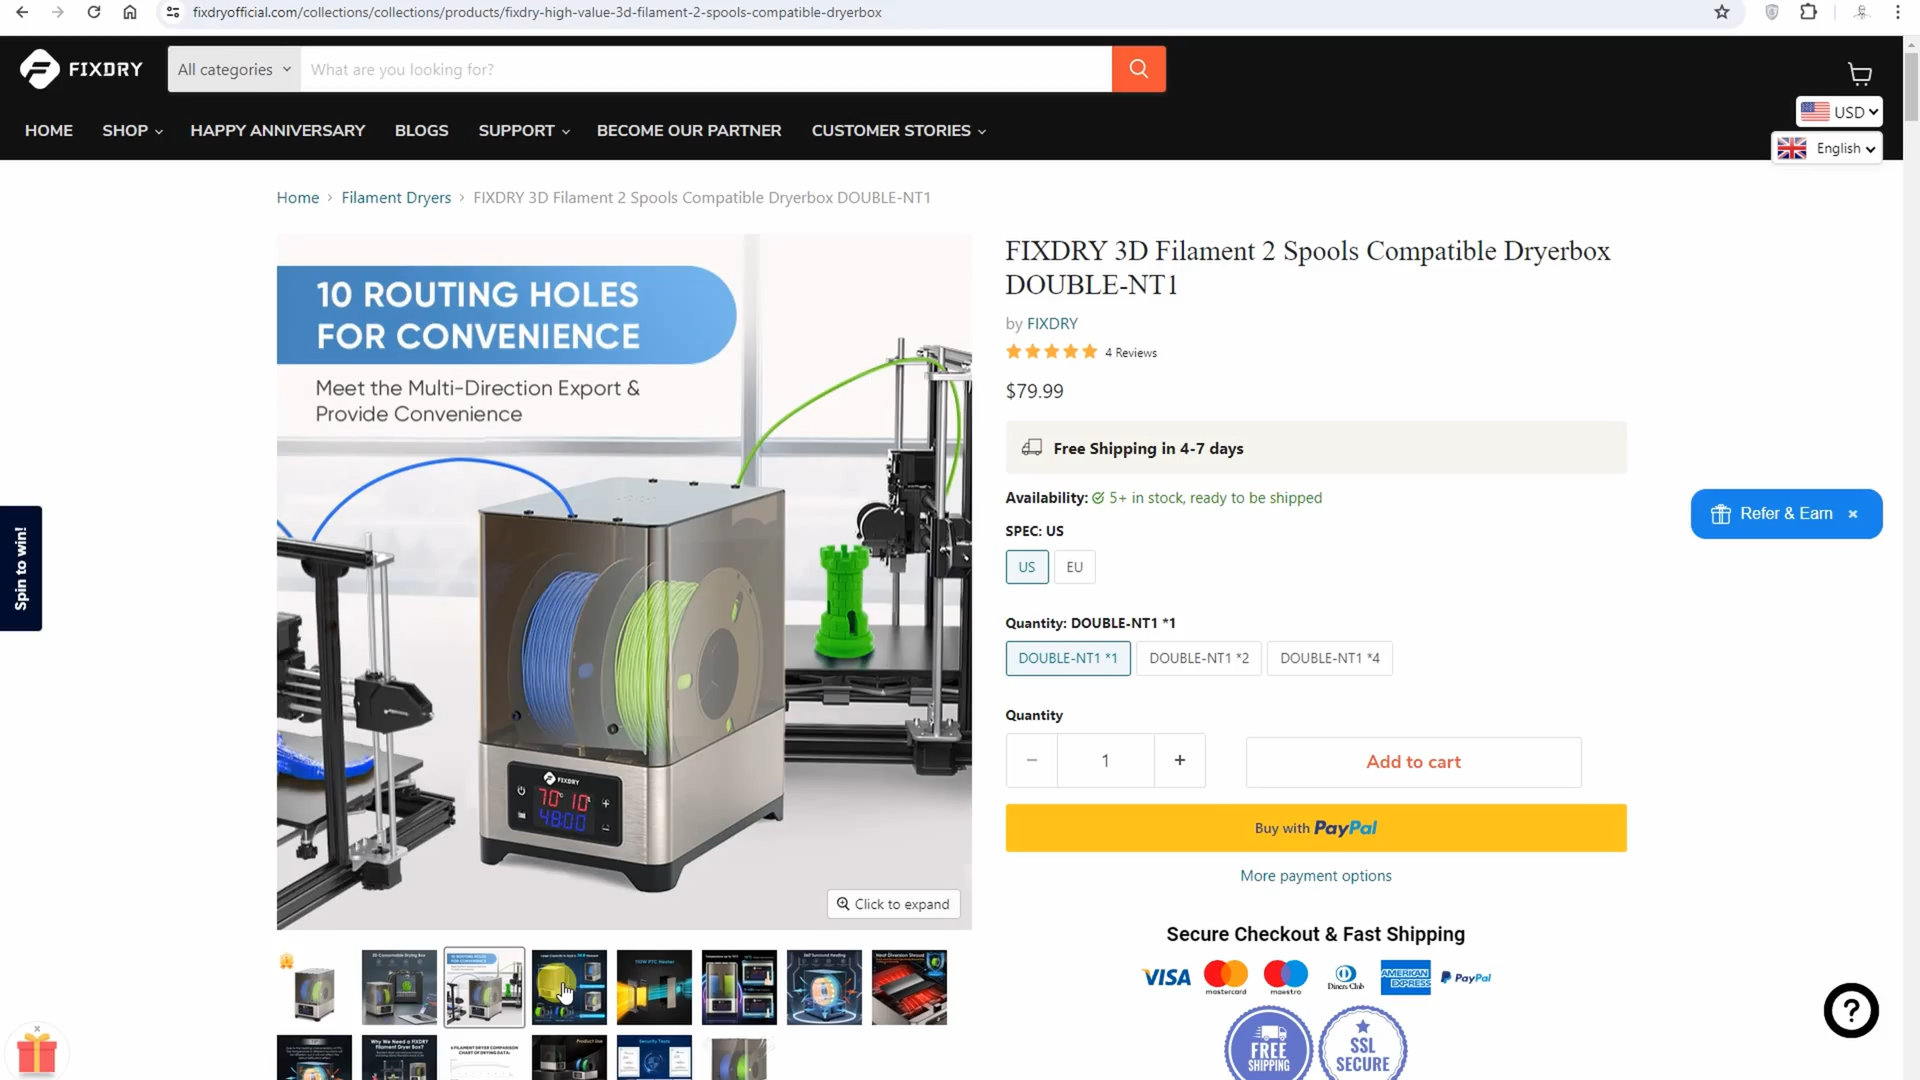 fixdryofficial.com/collections/collections/products/fixdry-high-value-3d-filament-2-spools-compatible-dryerbox
FIXDRY
All categories
What are you looking for?
USD
English
HOME
SHOP
HAPPY ANNIVERSARY
BLOGS
SUPPORT
BECOME OUR PARTNER
CUSTOMER STORIES
Home › Filament Dryers › FIXDRY 3D Filament 2 Spools Compatible Dryerbox DOUBLE-NT1
10 ROUTING HOLES
FOR CONVENIENCE
Meet the Multi-Direction Export &
Provide Convenience
FIXDRY
70°C 10%
48:00
Click to expand
FIXDRY 3D Filament 2 Spools Compatible Dryerbox
DOUBLE-NT1
by FIXDRY
4 Reviews
$79.99
Free Shipping in 4-7 days
Availability: 5+ in stock, ready to be shipped
SPEC: US
US
EU
Quantity: DOUBLE-NT1 *1
DOUBLE-NT1 *1
DOUBLE-NT1 *2
DOUBLE-NT1 *4
Quantity
− 1 +
Add to cart
Buy with PayPal
More payment options
Secure Checkout & Fast Shipping
VISA
mastercard
maestro
Diners Club
AMERICAN EXPRESS
PayPal
FREE
SHIPPING
SSL
SECURE
Refer & Earn ×
Spin to win!
10 ROUTING HOLES
FOR CONVENIENCE
110W PTC Heater
360° Surround Heating
Heat Diversion Shroud
Why We Need a FIXDRY
Filament Dryer Box?
Product Use
Security Tests
?